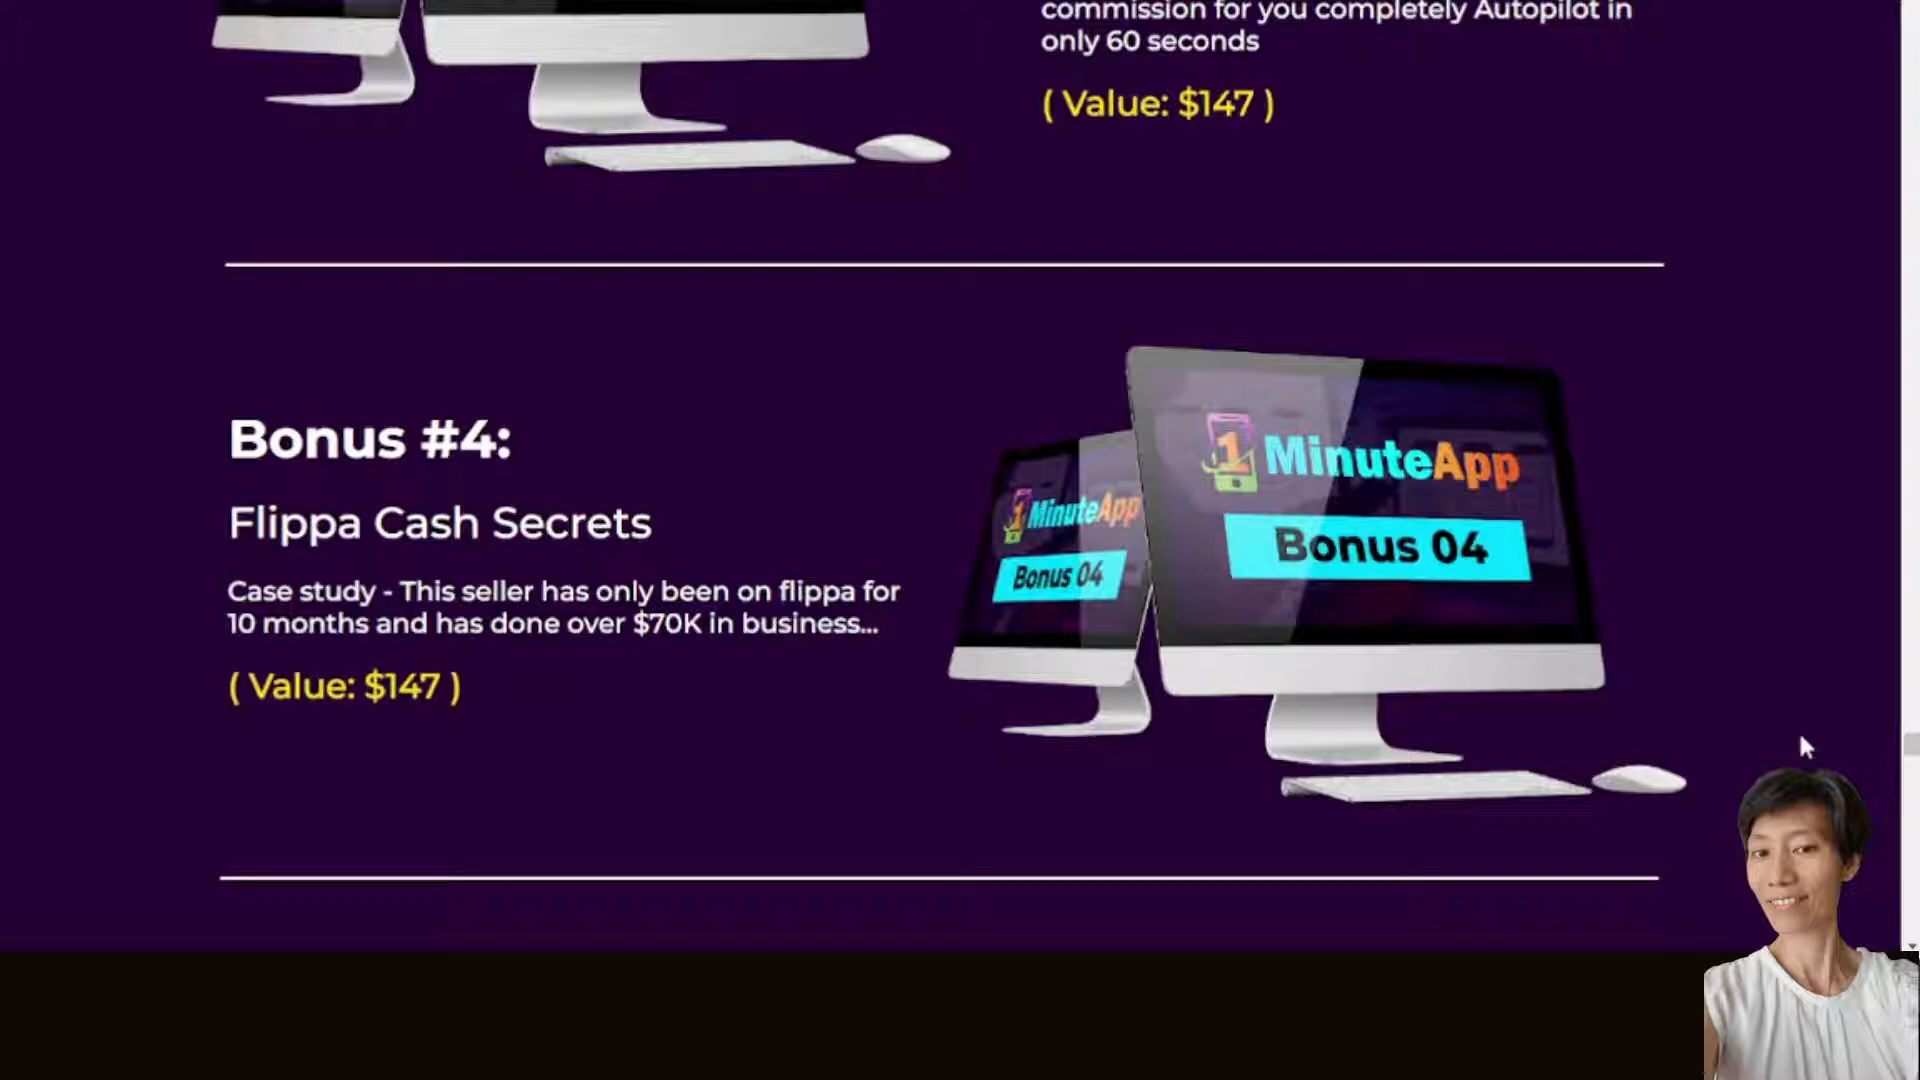 commission for you completely Autopilot in
only 60 seconds
( Value: $147 )
Bonus #4:
Flippa Cash Secrets
Case study - This seller has only been on flippa for
10 months and has done over $70K in business...
( Value: $147 )
1 MinuteApp
Bonus 04
1 MinuteApp
Bonus 04